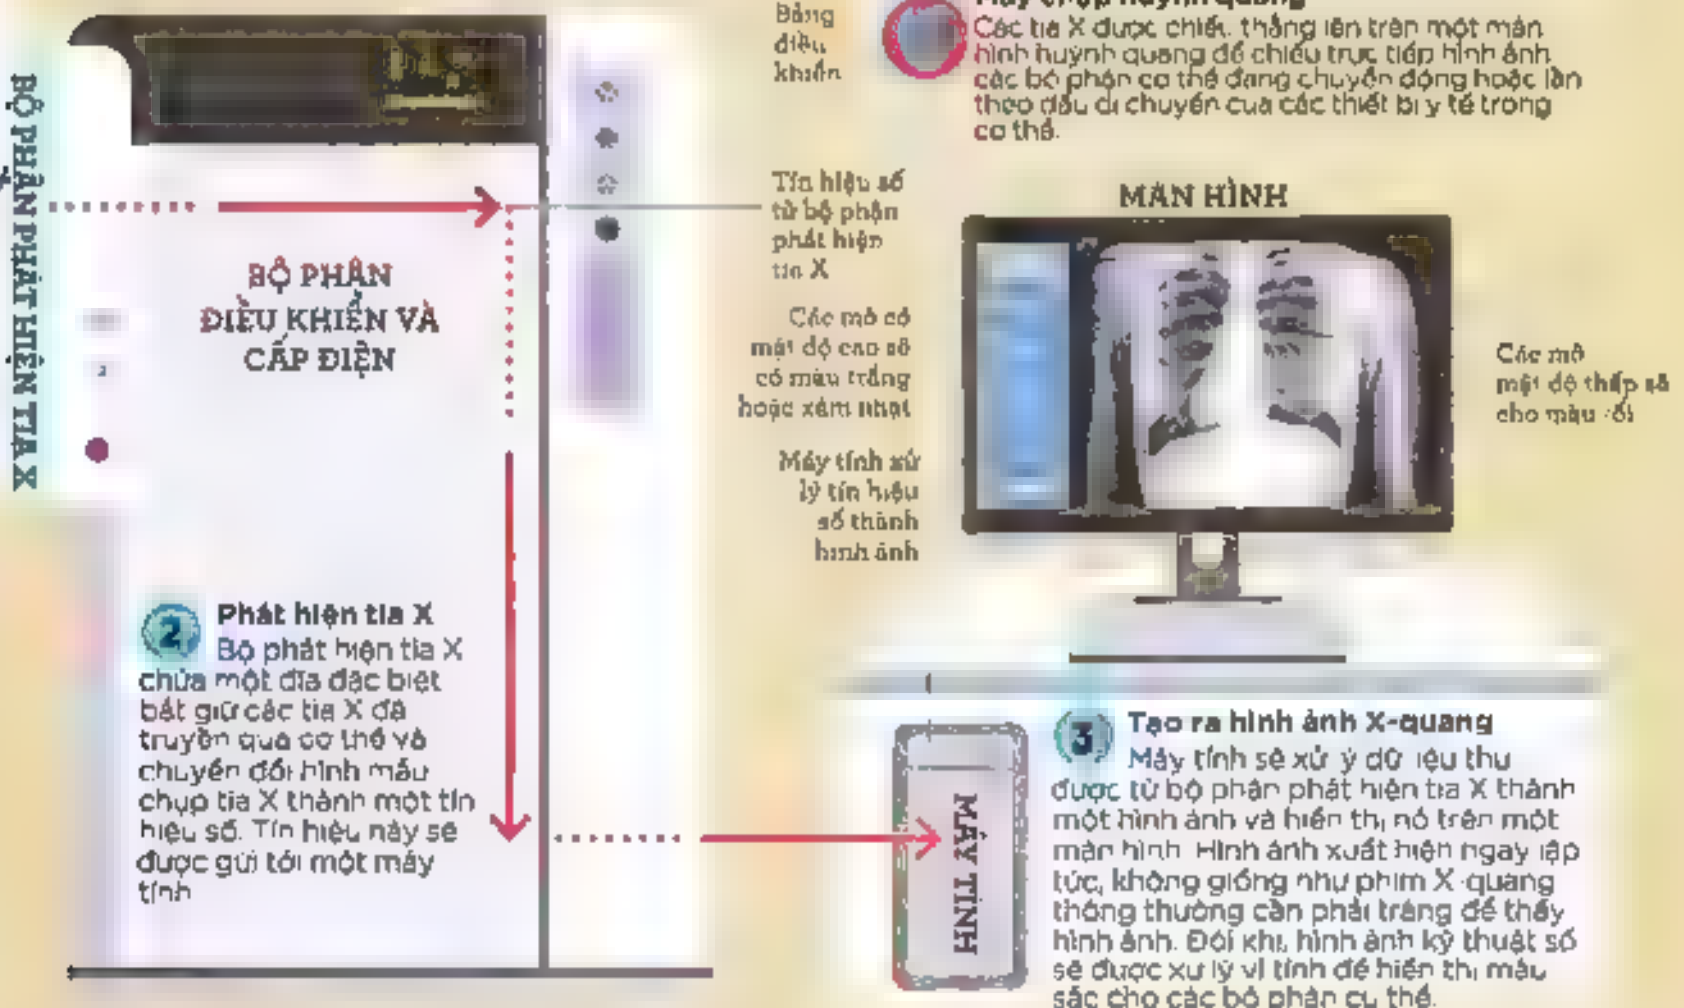 Bảng
điều
khiển
Máy chụp huỳnh quang
Các tia X được chiếu thẳng lên trên một màn
hình huỳnh quang để chiếu trực tiếp hình ảnh
các bộ phận cơ thể đang chuyển động hoặc lần
theo dấu di chuyển của các thiết bị y tế trong
cơ thể.
BỘ PHẬN PHÁT HIỆN TIA X
BỘ PHẬN
ĐIỀU KHIỂN VÀ
CẤP ĐIỆN
Tín hiệu số
từ bộ phận
phát hiện
tia X
Các mô có
mật độ cao sẽ
có màu trắng
hoặc xám nhạt
Máy tính xử
lý tín hiệu
số thành
hình ảnh
MÀN HÌNH
Các mô
mật độ thấp sẽ
cho màu tối
2 Phát hiện tia X
Bộ phát hiện tia X
chứa một đĩa đặc biệt
bắt giữ các tia X đã
truyền qua cơ thể và
chuyển đổi hình mẫu
chụp tia X thành một tín
hiệu số. Tín hiệu này sẽ
được gửi tới một máy
tính
MÁY TÍNH
3 Tạo ra hình ảnh X-quang
Máy tính sẽ xử lý dữ liệu thu
được từ bộ phận phát hiện tia X thành
một hình ảnh và hiển thị nó trên một
màn hình. Hình ảnh xuất hiện ngay lập
tức, không giống như phim X-quang
thông thường cần phải tráng để thấy
hình ảnh. Đôi khi, hình ảnh kỹ thuật số
sẽ được xử lý vi tính để hiển thị màu
sắc cho các bộ phận cụ thể.